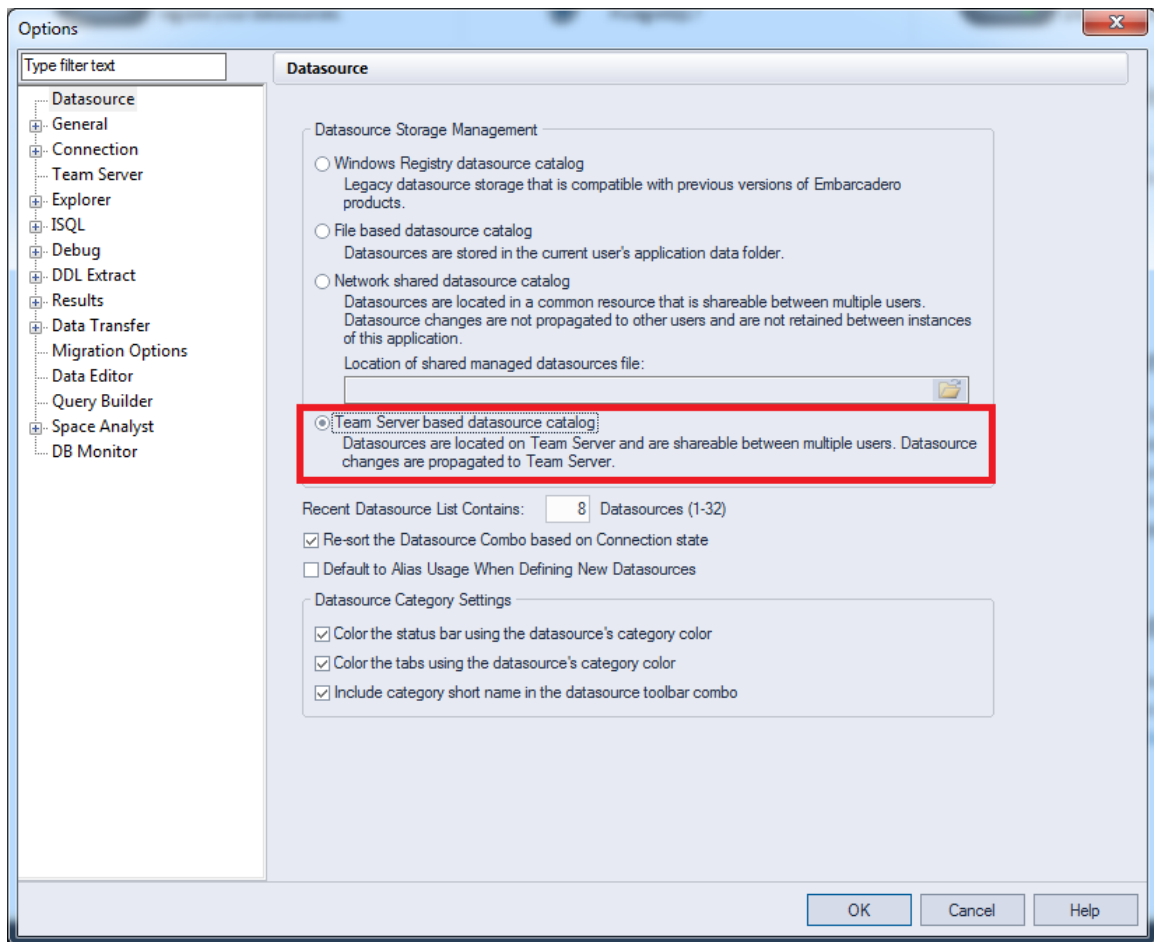 Options
Type filter text
Datasource
General
Connection
Team Server
Explorer
ISQL
Debug
DDL Extract
Results
Data Transfer
Migration Options
Data Editor
Query Builder
Space Analyst
DB Monitor
Datasource
Datasource Storage Management
Windows Registry datasource catalog
Legacy datasource storage that is compatible with previous versions of Embarcadero
products.
File based datasource catalog
Datasources are stored in the current user's application data folder.
Network shared datasource catalog
Datasources are located in a common resource that is shareable between multiple users.
Datasource changes are not propagated to other users and are not retained between instances
of this application.
Location of shared managed datasources file:
Team Server based datasource catalog
Datasources are located on Team Server and are shareable between multiple users. Datasource
changes are propagated to Team Server.
Recent Datasource List Contains: 8 Datasources (1-32)
Re-sort the Datasource Combo based on Connection state
Default to Alias Usage When Defining New Datasources
Datasource Category Settings
Color the status bar using the datasource's category color
Color the tabs using the datasource's category color
Include category short name in the datasource toolbar combo
OK Cancel Help